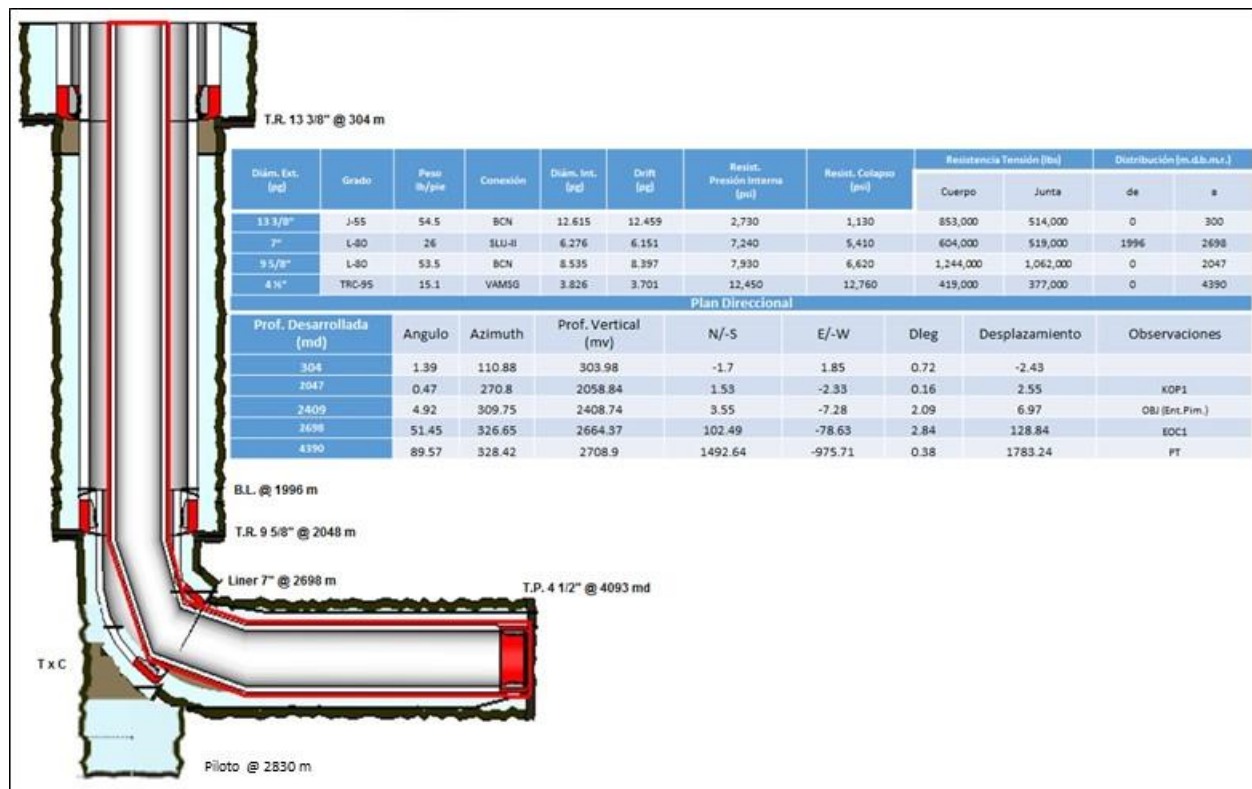 T.R. 13 3/8" @ 304 m
Diám. Ext. (pg) Grado Peso lb/pie Conexión Diám. Int. (pg) Drift (pg) Resist. Presión Interna (psi) Resist. Colapso (psi) Resistencia Tensión (lbs) Distribución (m.d.b.m.r.)
Cuerpo Junta de a
13 3/8" J-55 54.5 BCN 12.615 12.459 2,730 1,130 853,000 514,000 0 300
7" L-80 26 SLIJ-II 6.276 6.151 7,240 5,410 604,000 519,000 1996 2698
9 5/8" L-80 53.5 BCN 8.535 8.397 7,930 6,620 1,244,000 1,062,000 0 2047
4 ½" TRC-95 15.1 VAMSG 3.826 3.701 12,450 12,760 419,000 377,000 0 4390
Plan Direccional
Prof. Desarrollada (md) Angulo Azimuth Prof. Vertical (mv) N/-S E/-W Dleg Desplazamiento Observaciones
304 1.39 110.88 303.98 -1.7 1.85 0.72 -2.43
2047 0.47 270.8 2058.84 1.53 -2.33 0.16 2.55 KOP1
2409 4.92 309.75 2408.74 3.55 -7.28 2.09 6.97 OBJ (Ent.Pim.)
2698 51.45 326.65 2664.37 102.49 -78.63 2.84 128.84 EOC1
4390 89.57 328.42 2708.9 1492.64 -975.71 0.38 1783.24 PT
B.L. @ 1996 m
T.R. 9 5/8" @ 2048 m
Liner 7" @ 2698 m
T.P. 4 1/2" @ 4093 md
T x C
Piloto @ 2830 m